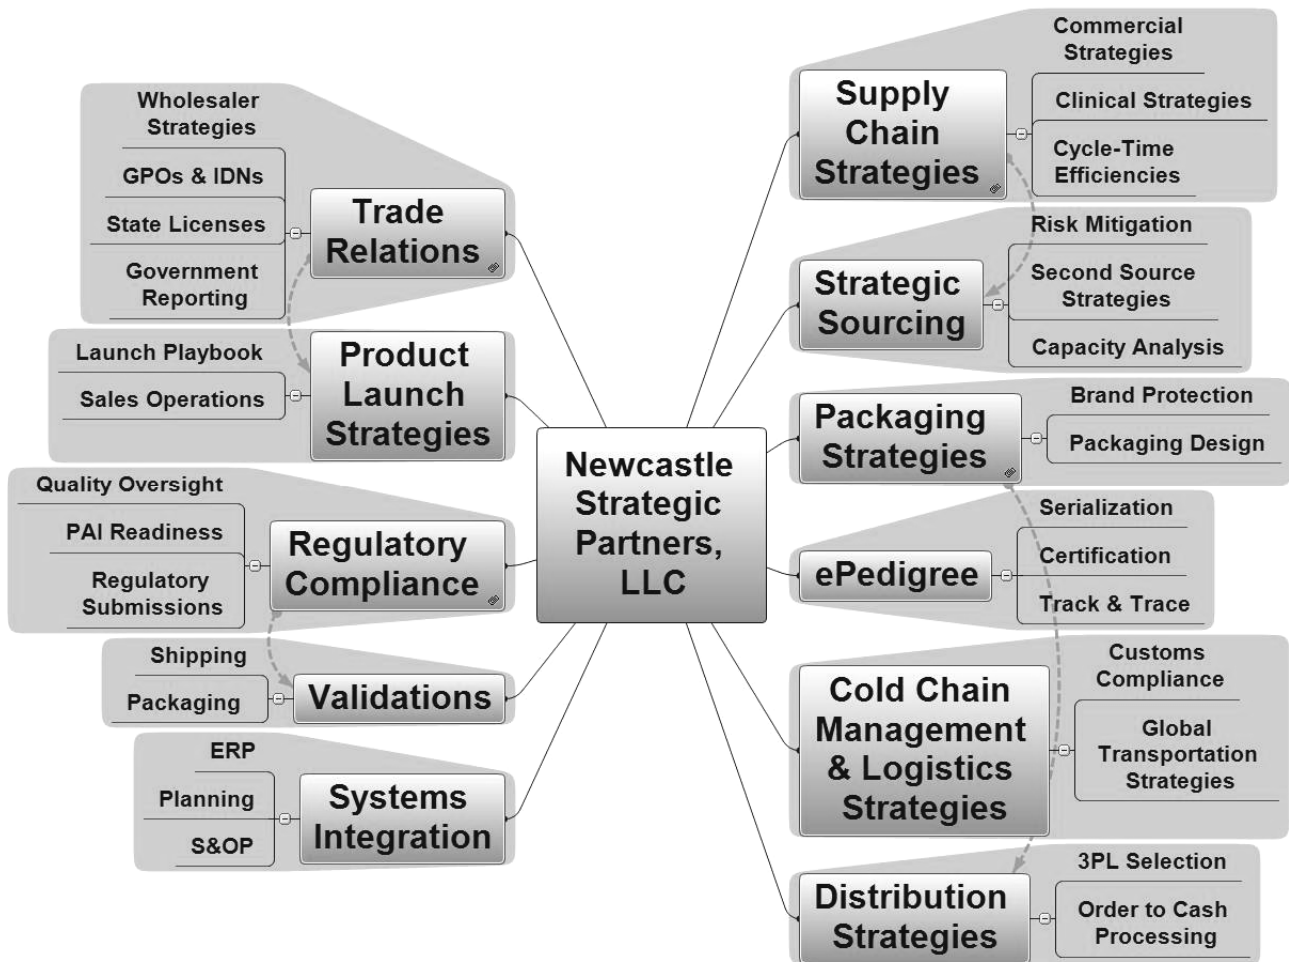 Wholesaler
Strategies
GPOs & IDNs
State Licenses
Government
Reporting
Trade
Relations
Launch Playbook
Sales Operations
Product
Launch
Strategies
Quality Oversight
PAI Readiness
Regulatory
Submissions
Regulatory
Compliance
Shipping
Packaging
Validations
ERP
Planning
S&OP
Systems
Integration
Newcastle
Strategic
Partners,
LLC
Supply
Chain
Strategies
Commercial
Strategies
Clinical Strategies
Cycle-Time
Efficiencies
Strategic
Sourcing
Risk Mitigation
Second Source
Strategies
Capacity Analysis
Packaging
Strategies
Brand Protection
Packaging Design
ePedigree
Serialization
Certification
Track & Trace
Cold Chain
Management
& Logistics
Strategies
Customs
Compliance
Global
Transportation
Strategies
Distribution
Strategies
3PL Selection
Order to Cash
Processing